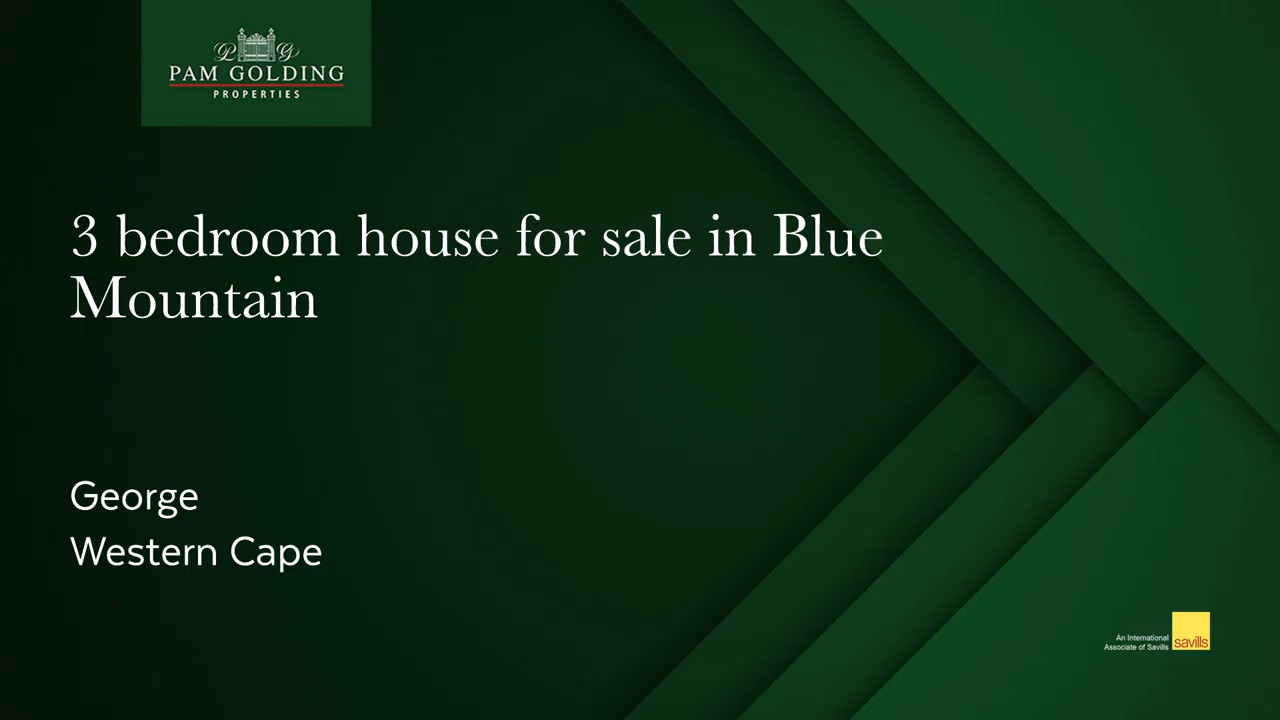 PG
PAM GOLDING
PROPERTIES
3 bedroom house for sale in Blue
Mountain
George
Western Cape
An International
Associate of Savills
savills